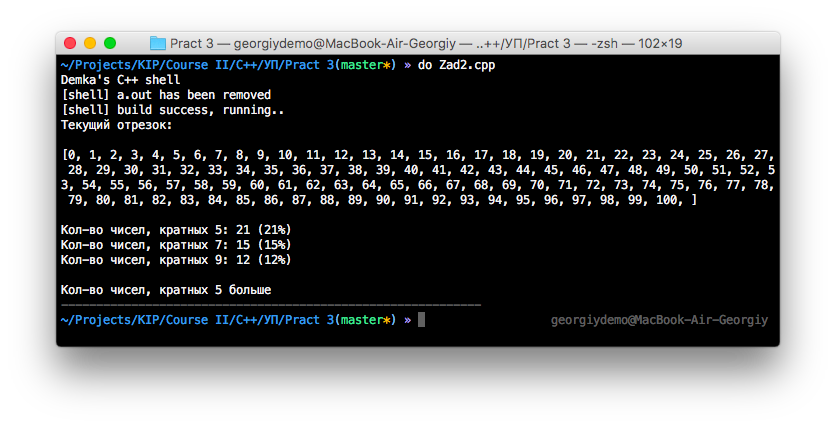 Pract 3 — georgiydemo@MacBook-Air-Georgiy — ..++/УП/Pract 3 — -zsh — 102×19
~/Projects/KIP/Course II/C++/УП/Pract 3(master*) » do Zad2.cpp
Demka's C++ shell
[shell] a.out has been removed
[shell] build success, running..
Текущий отрезок:
[0, 1, 2, 3, 4, 5, 6, 7, 8, 9, 10, 11, 12, 13, 14, 15, 16, 17, 18, 19, 20, 21, 22, 23, 24, 25, 26, 27,
28, 29, 30, 31, 32, 33, 34, 35, 36, 37, 38, 39, 40, 41, 42, 43, 44, 45, 46, 47, 48, 49, 50, 51, 52, 5
3, 54, 55, 56, 57, 58, 59, 60, 61, 62, 63, 64, 65, 66, 67, 68, 69, 70, 71, 72, 73, 74, 75, 76, 77, 78,
79, 80, 81, 82, 83, 84, 85, 86, 87, 88, 89, 90, 91, 92, 93, 94, 95, 96, 97, 98, 99, 100, ]
Кол-во чисел, кратных 5: 21 (21%)
Кол-во чисел, кратных 7: 15 (15%)
Кол-во чисел, кратных 9: 12 (12%)
Кол-во чисел, кратных 5 больше
~/Projects/KIP/Course II/C++/УП/Pract 3(master*) » georgiydemo@MacBook-Air-Georgiy